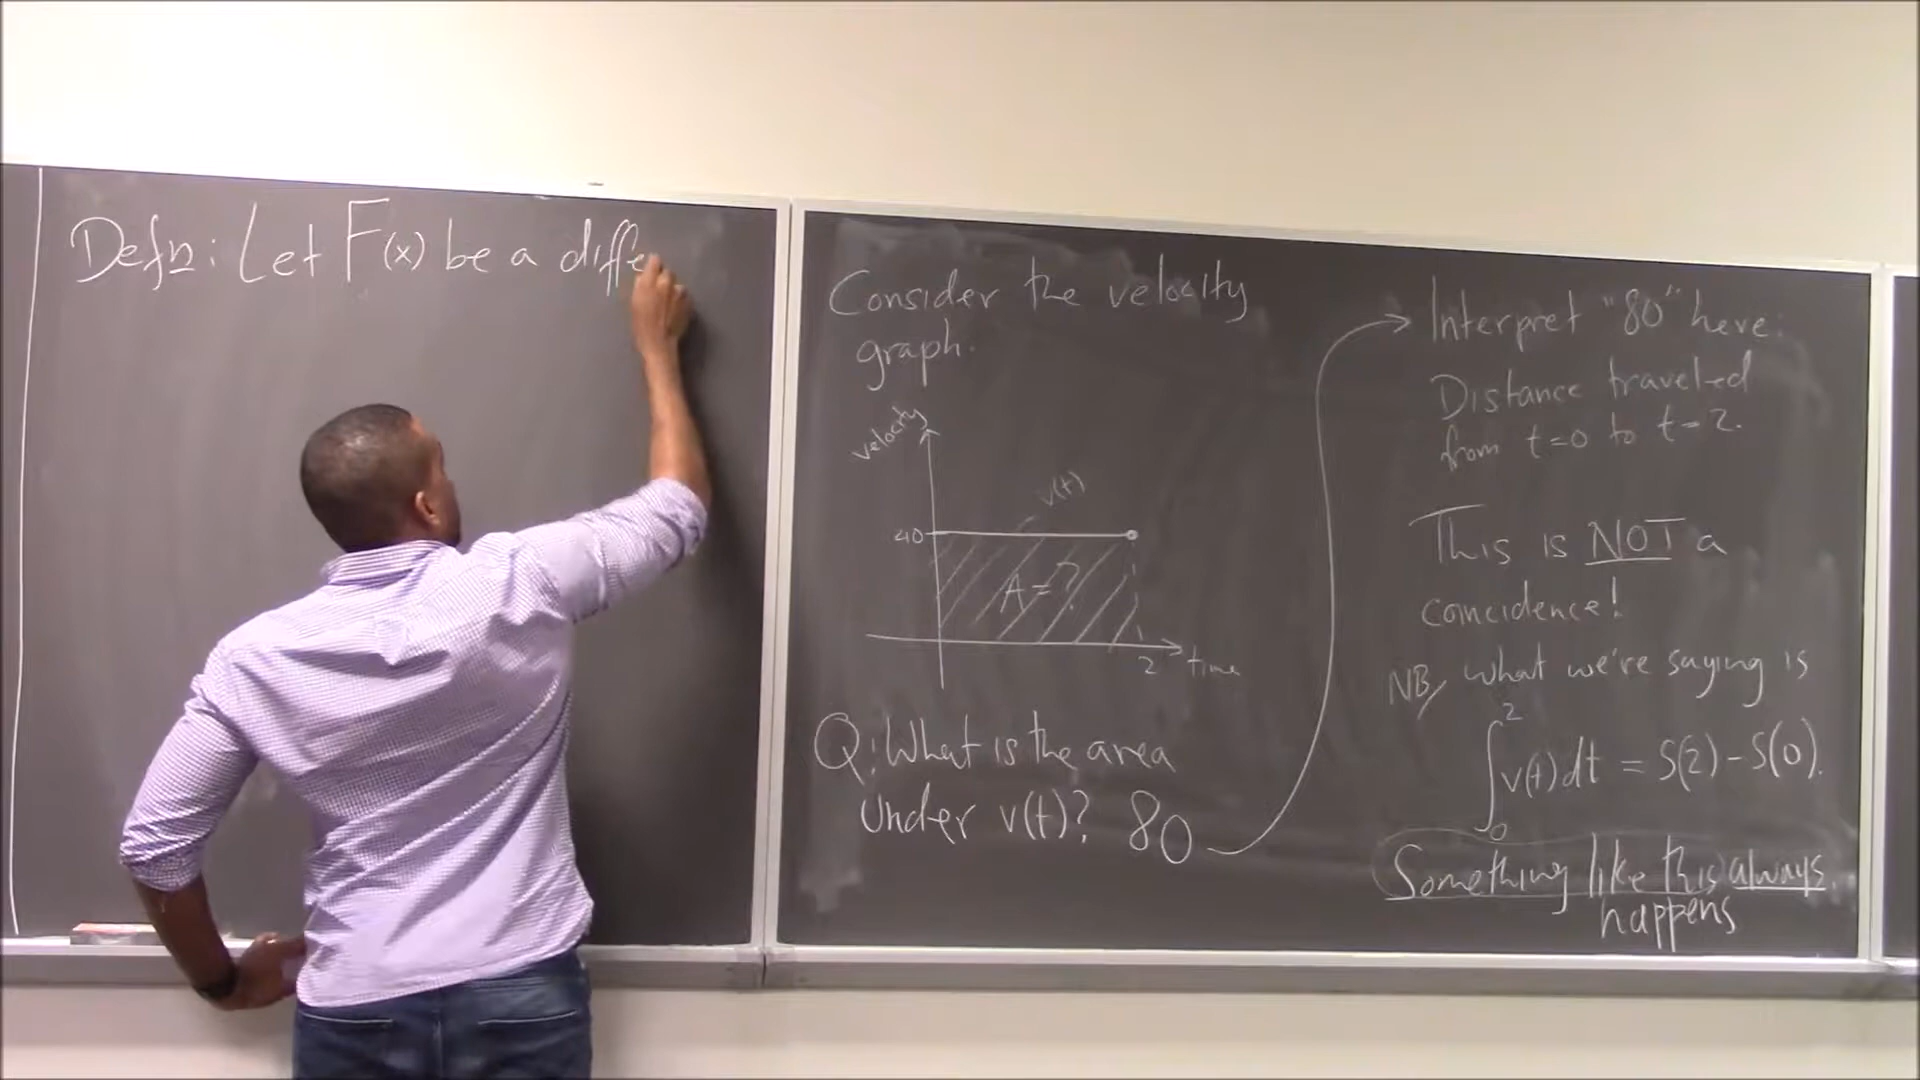 Defn: Let F(x) be a diffe
Consider the velocity
graph.
velocity
v(t)
40
A=?
2
time
Q: What is the area
under v(t)? 80
Interpret "80" here:
Distance traveled
from t=0 to t=2.
This is NOT a
coincidence!
NB, what we're saying is
∫₀² v(t)dt = S(2)-S(0).
Something like this always
happens